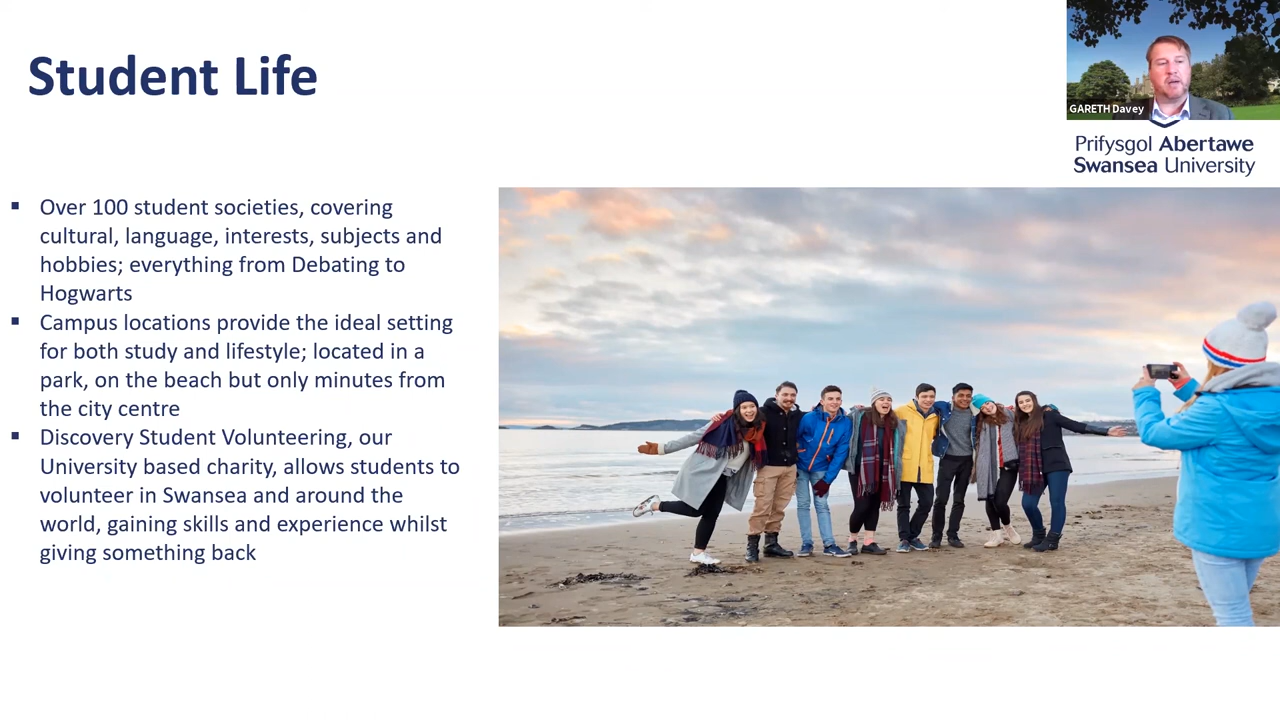 Student Life
GARETH Davey
Prifysgol Abertawe
Swansea University
▪ Over 100 student societies, covering
cultural, language, interests, subjects and
hobbies; everything from Debating to
Hogwarts
▪ Campus locations provide the ideal setting
for both study and lifestyle; located in a
park, on the beach but only minutes from
the city centre
▪ Discovery Student Volunteering, our
University based charity, allows students to
volunteer in Swansea and around the
world, gaining skills and experience whilst
giving something back